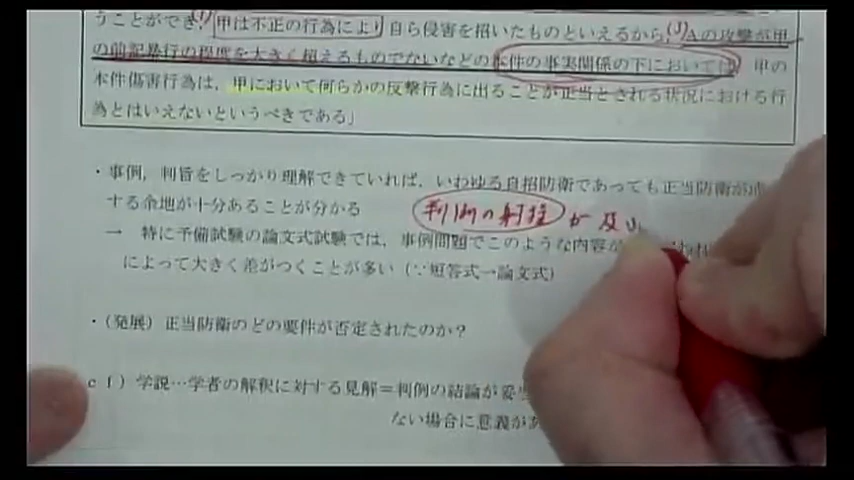 うことができ, 甲は不正の行為により自ら侵害を招いたものといえるから, Aの攻撃が甲
の前記暴行の程度を大きく超えるものでないなどの本件の事実関係の下においては, 甲の
本件傷害行為は, 甲において何らかの反撃行為に出ることが正当とされる状況における行
為とはいえないというべきである」
・事例, 判旨をしっかり理解できていれば, いわゆる自招防衛であっても正当防衛が
する余地が十分あることが分かる
判例の射程が及
→ 特に予備試験の論文式試験では, 事例問題でこのような内容が
によって大きく差がつくことが多い (∵短答式→論文式)
・(発展) 正当防衛のどの要件が否定されたのか?
cf) 学説…学者の解釈に対する見解=判例の結論が妥当
ない場合に意義があ